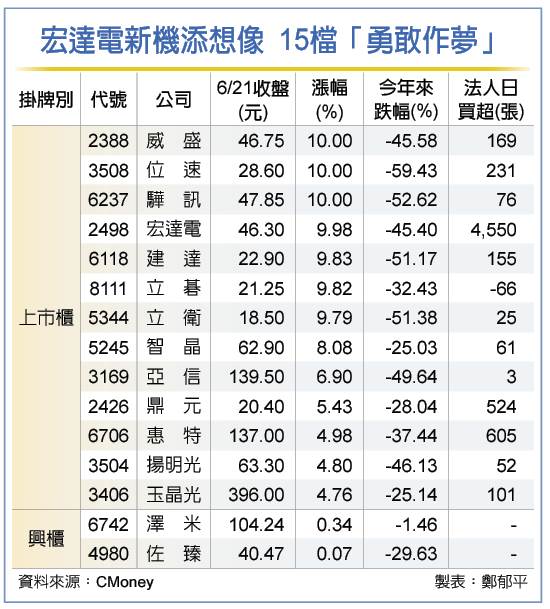 宏達電新機添想像 15檔「勇敢作夢」
掛牌別 代號 公司 6/21收盤(元) 漲幅(%) 今年來跌幅(%) 法人日買超(張)
上市櫃
2388 威盛 46.75 10.00 -45.58 169
3508 位速 28.60 10.00 -59.43 231
6237 驊訊 47.85 10.00 -52.62 76
2498 宏達電 46.30 9.98 -45.40 4,550
6118 建達 22.90 9.83 -51.17 155
8111 立碁 21.25 9.82 -32.43 -66
5344 立衛 18.50 9.79 -51.38 25
5245 智晶 62.90 8.08 -25.03 61
3169 亞信 139.50 6.90 -49.64 3
2426 鼎元 20.40 5.43 -28.04 524
6706 惠特 137.00 4.98 -37.44 605
3504 揚明光 63.30 4.80 -46.13 52
3406 玉晶光 396.00 4.76 -25.14 101
興櫃
6742 澤米 104.24 0.34 -1.46 -
4980 佐臻 40.47 0.07 -29.63 -
資料來源：CMoney 製表：鄭郁平